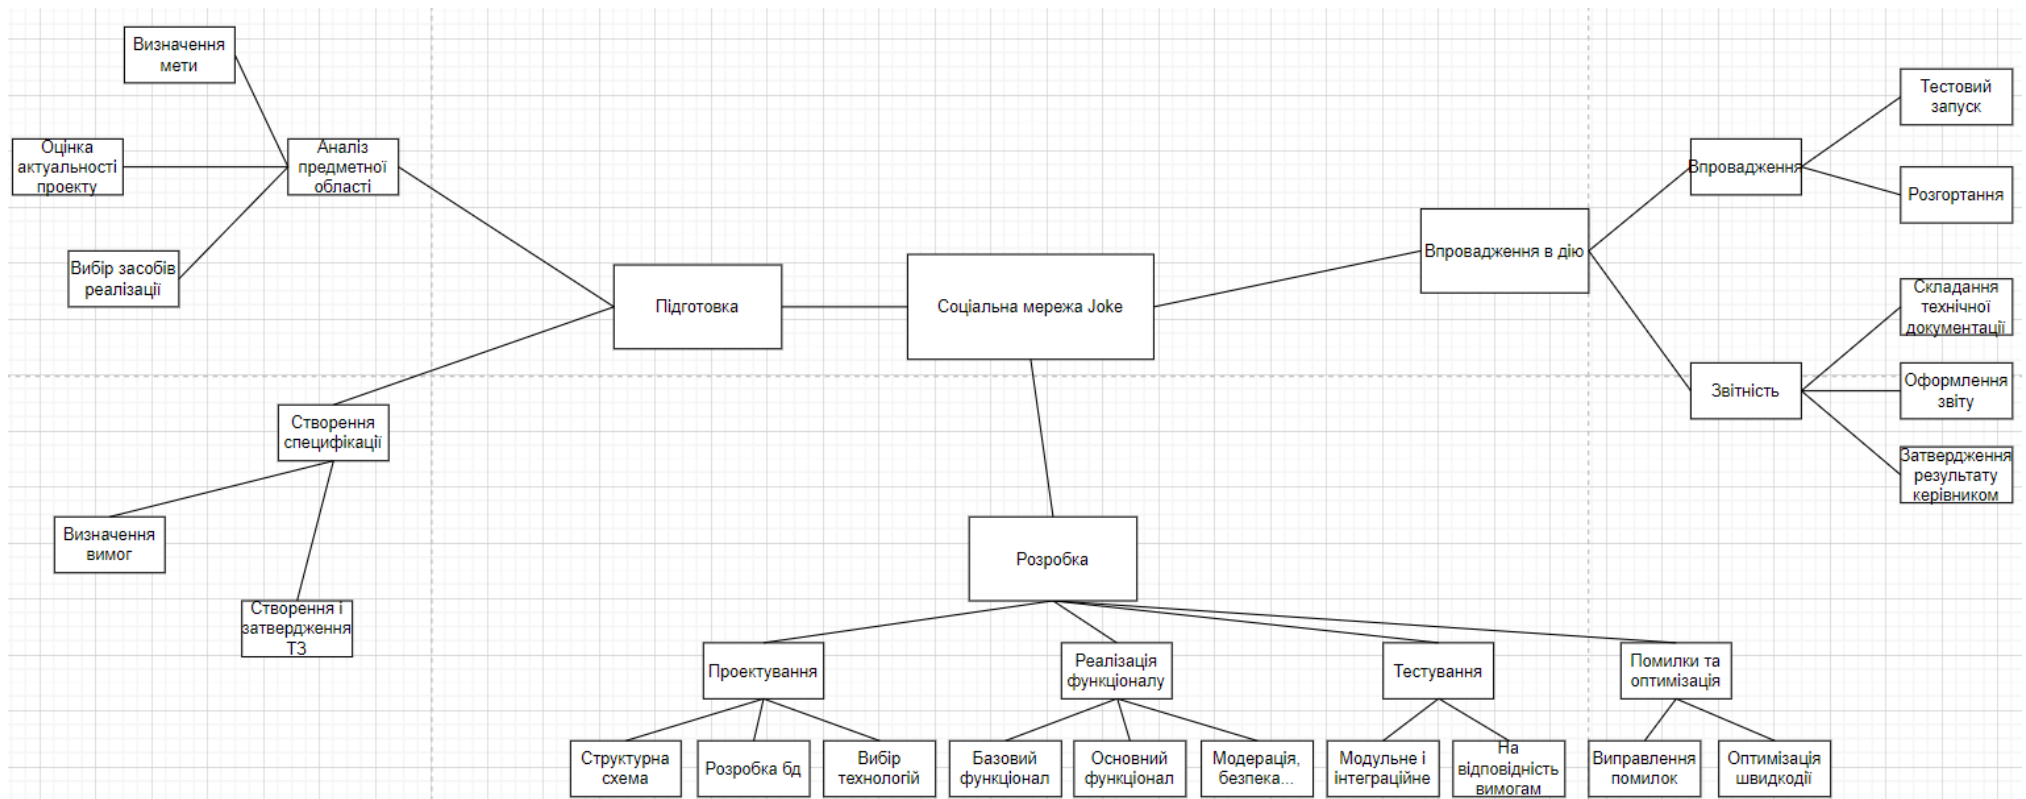 Визначення
мети
Оцінка
актуальності
проекту
Вибір засобів
реалізації
Аналіз
предметної
області
Підготовка
Створення
специфікації
Визначення
вимог
Створення і
затвердження
ТЗ
Соціальна мережа Joke
Впровадження в дію
Впровадження
Тестовий
запуск
Розгортання
Звітність
Складання
технічної
документації
Оформлення
звіту
Затвердження
результату
керівником
Розробка
Проектування
Реалізація
функціоналу
Тестування
Помилки та
оптимізація
Структурна
схема
Розробка бд
Вибір
технологій
Базовий
функціонал
Основний
функціонал
Модерація,
безпека...
Модульне і
інтеграційне
На
відповідність
вимогам
Виправлення
помилок
Оптимізація
швидкодії